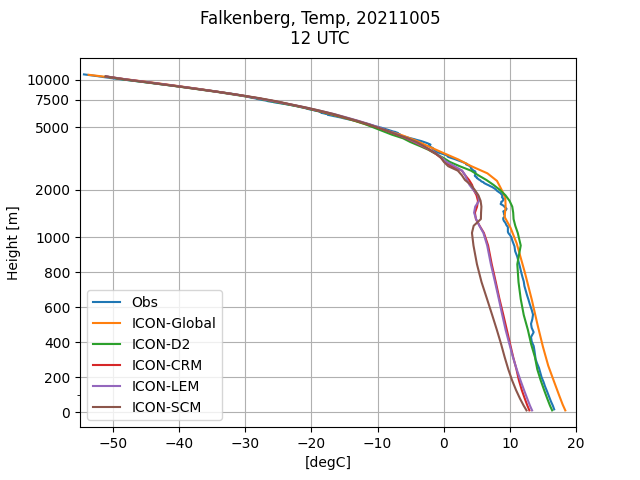 Falkenberg, Temp, 20211005
12 UTC
Height [m]
10000
7500
5000
2000
1000
800
600
400
200
0
Obs
ICON-Global
ICON-D2
ICON-CRM
ICON-LEM
ICON-SCM
−50 −40 −30 −20 −10 0 10 20
[degC]